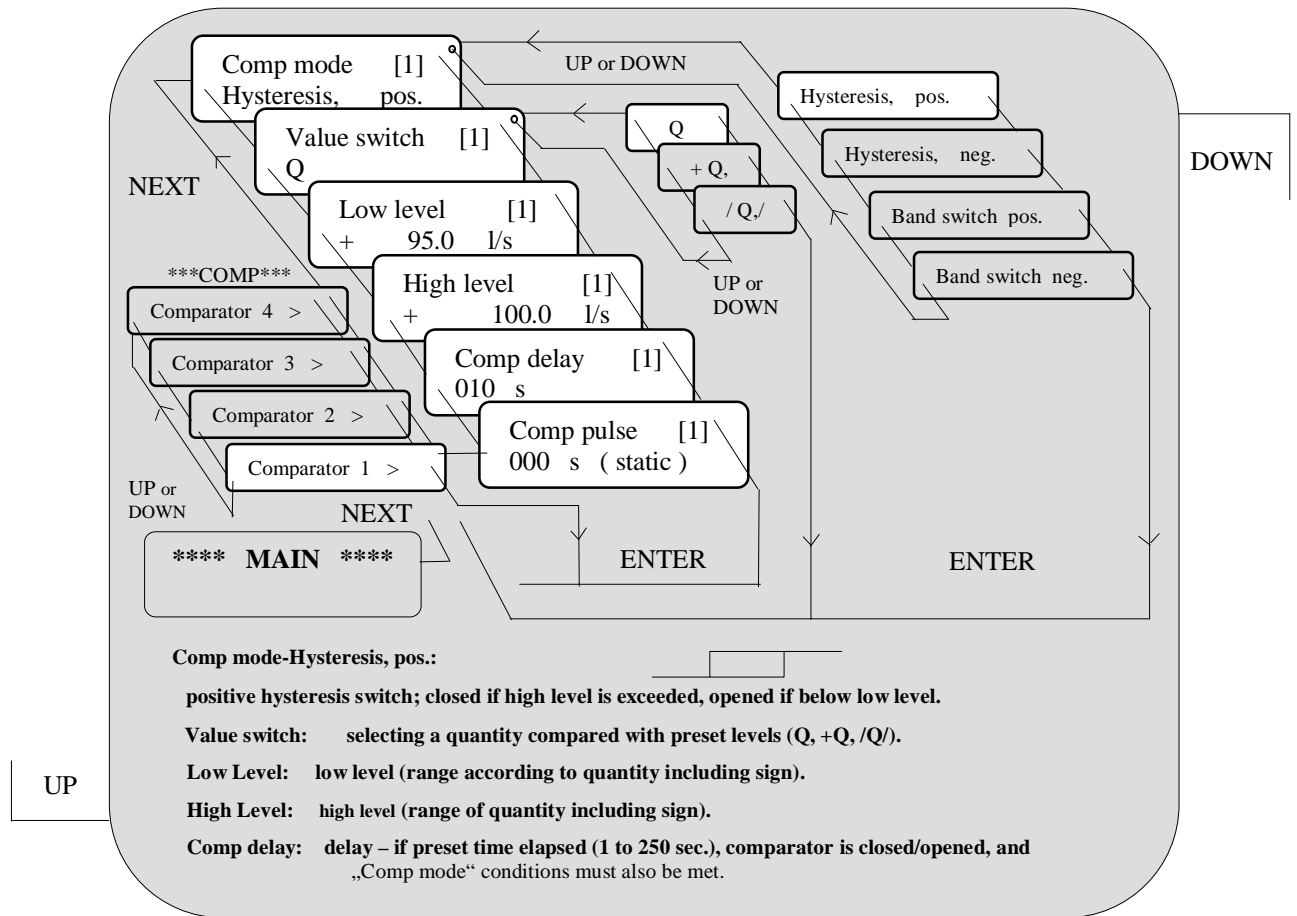 Comp mode [1]
Hysteresis, pos.
Value switch [1]
Q
Low level [1]
+ 95.0 l/s
High level [1]
+ 100.0 l/s
Comp delay [1]
010 s
Comp pulse [1]
000 s ( static )
UP or DOWN
Q
+ Q,
/ Q,/
UP or
DOWN
Hysteresis, pos.
Hysteresis, neg.
Band switch pos.
Band switch neg.
DOWN
NEXT
***COMP***
Comparator 4 >
Comparator 3 >
Comparator 2 >
Comparator 1 >
UP or
DOWN
NEXT
**** MAIN ****
ENTER
ENTER
Comp mode-Hysteresis, pos.:
positive hysteresis switch; closed if high level is exceeded, opened if below low level.
Value switch: selecting a quantity compared with preset levels (Q, +Q, /Q/).
Low Level: low level (range according to quantity including sign).
UP
High Level: high level (range of quantity including sign).
Comp delay: delay – if preset time elapsed (1 to 250 sec.), comparator is closed/opened, and
„Comp mode“ conditions must also be met.